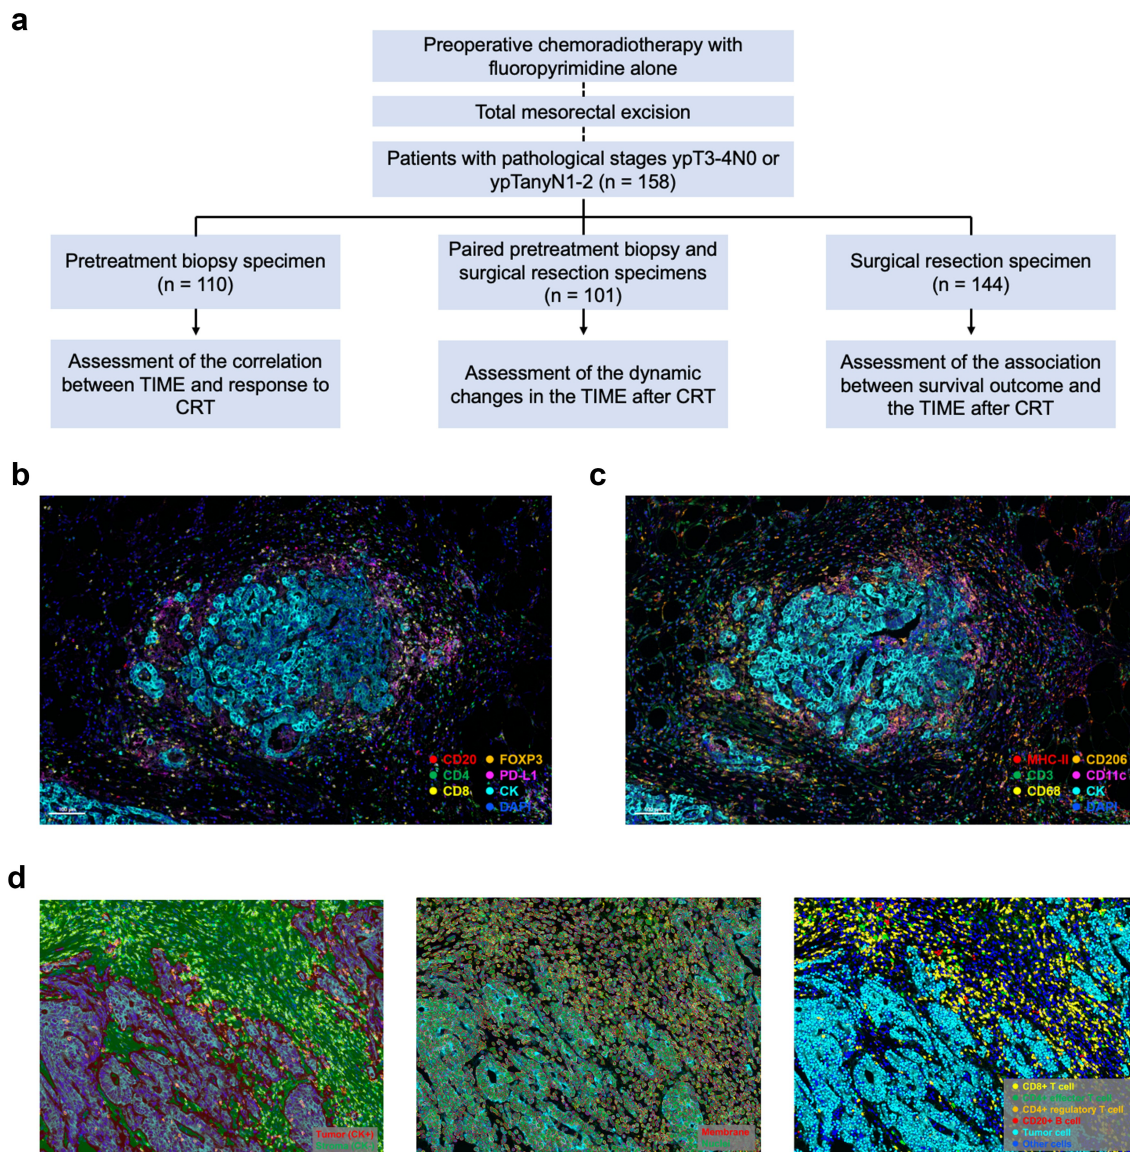 a
Preoperative chemoradiotherapy with
fluoropyrimidine alone
Total mesorectal excision
Patients with pathological stages ypT3-4N0 or
ypTanyN1-2 (n = 158)
Pretreatment biopsy specimen
(n = 110)
Paired pretreatment biopsy and
surgical resection specimens
(n = 101)
Surgical resection specimen
(n = 144)
Assessment of the correlation
between TIME and response to
CRT
Assessment of the dynamic
changes in the TIME after CRT
Assessment of the association
between survival outcome and
the TIME after CRT
b
CD20 FOXP3
CD4 PD-L1
CD8 CK
DAPI
c
MHC-II CD206
CD3 CD11c
CD68 CK
DAPI
d
Tumor (CK+)
Membrane
CD8+ T cell
CD4+ regulatory T cell
CD20+ B cell
Tumor cell
Other cells